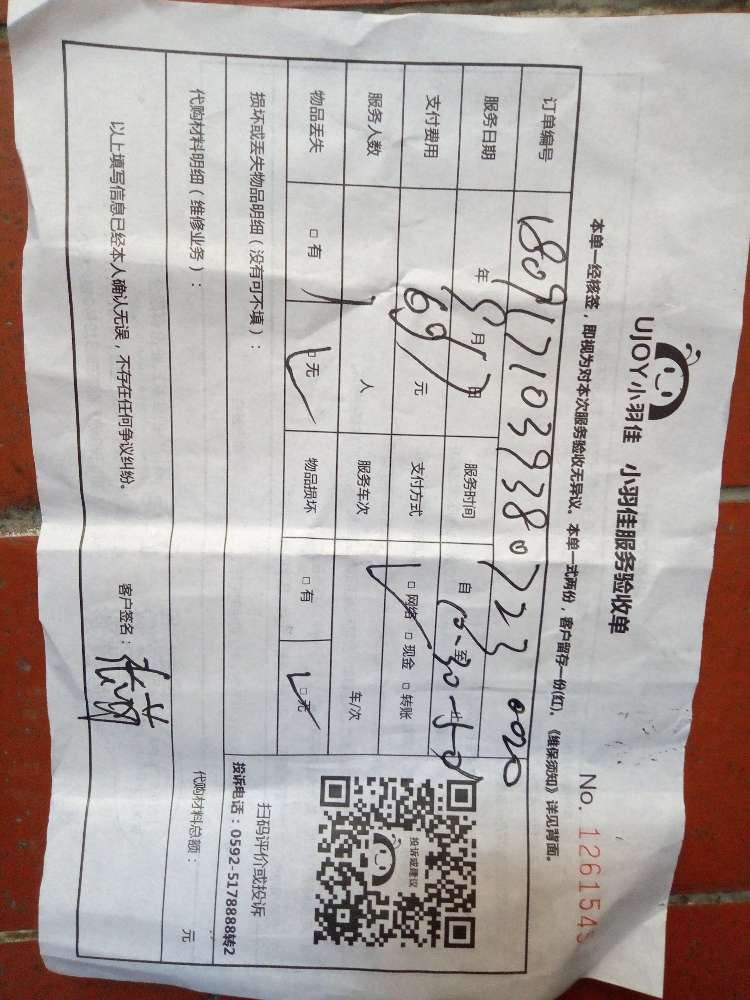 UJOY小羽佳 小羽佳服务验收单
No. 1261545
本单一经核签，即视为对本次服务验收无异议。本单一式两份，客户留存一份(红)。《维保须知》详见背面。
订单编号
服务日期 年 9月 日 服务时间 自 至
支付费用 69 元 支付方式 □ 网络 □ 现金 □ 转账
服务人数 1 人 服务车次 车/次
物品丢失 □ 有 □ 无 物品损坏 □ 有 □ 无
投诉或建议
扫码评价或投诉
投诉电话：0592-5178888转2
损坏或丢失物品明细（没有可不填）：
代购材料明细（维修业务）： 代购材料总额： 元
以上填写信息已经本人确认无误，不存在任何争议纠纷。 客户签名：